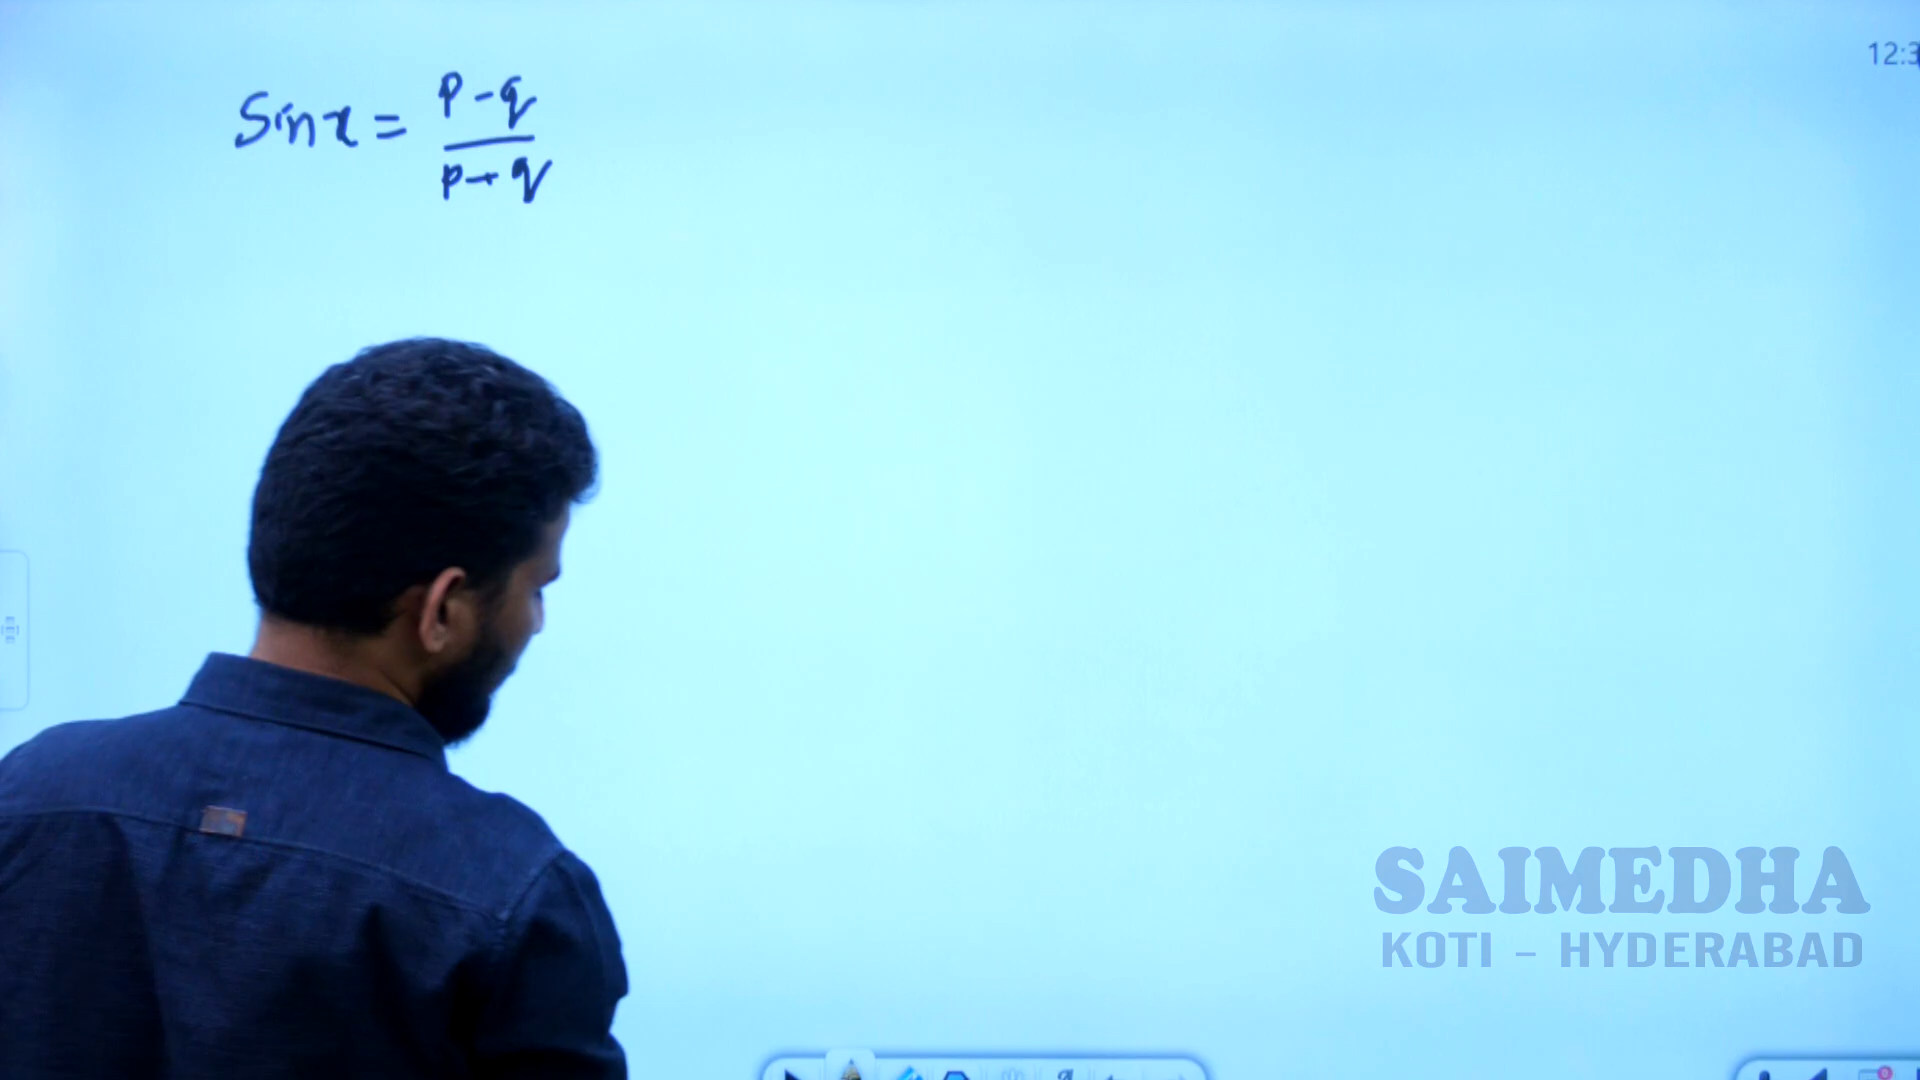 Sin x = p - q / p + q
12:3
SAIMEDHA
KOTI - HYDERABAD